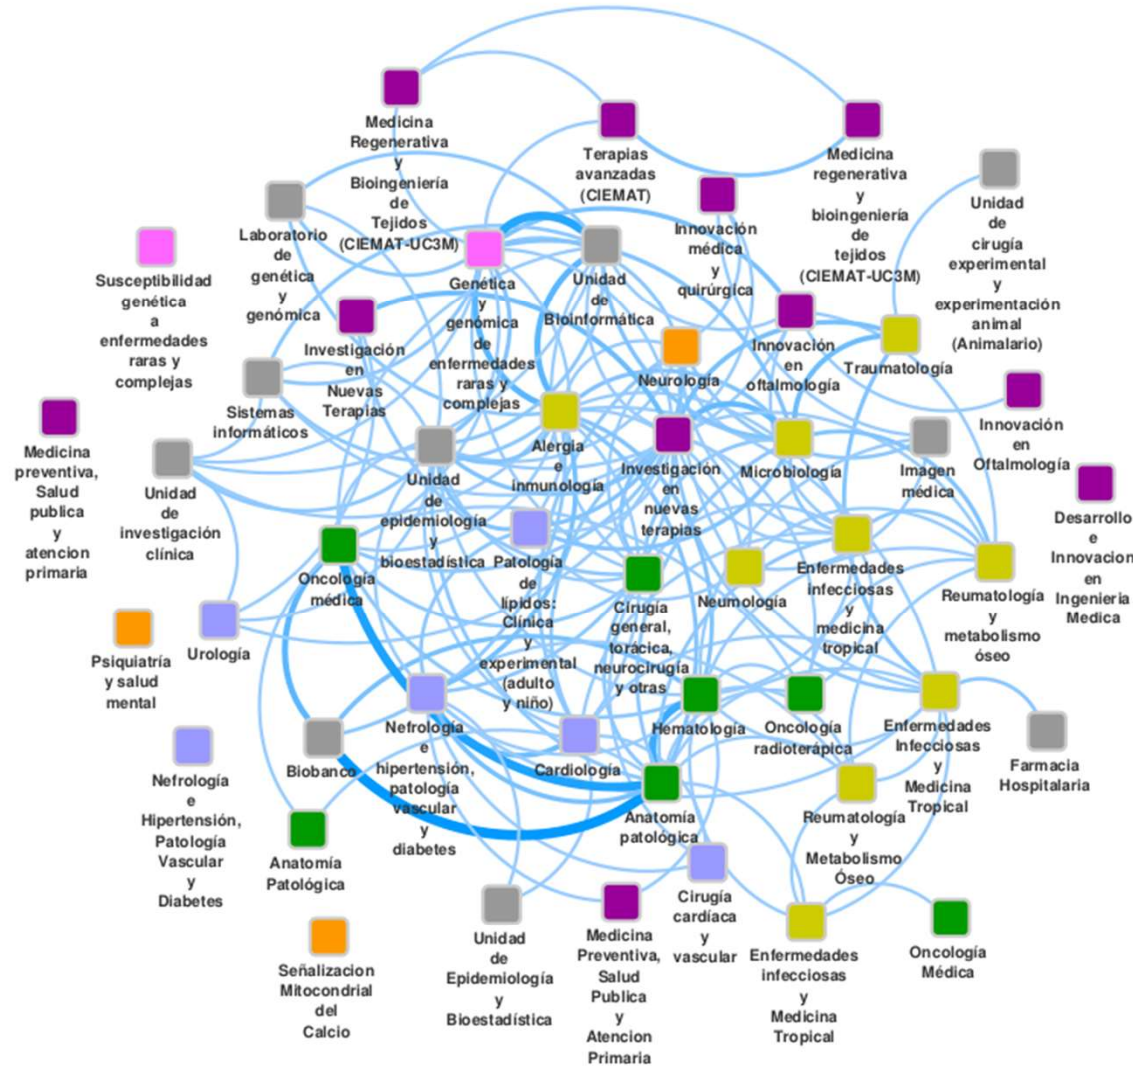 Medicina
Regenerativa
y
Bioingeniería
de
Tejidos
(CIEMAT-UC3M)
Terapias
avanzadas
(CIEMAT)
Medicina
regenerativa
y
bioingeniería
de
tejidos
(CIEMAT-UC3M)
Unidad
de
cirugía
experimental
y
experimentación
animal
(Animalario)
Innovación
médica
y
quirúrgica
Laboratorio
de
genética
y
genómica
Susceptibilidad
genética
a
enfermedades
raras y
complejas
Genética
y
genómica
de
enfermedades
raras y
complejas
Unidad
de
Bioinformática
Investigación
en
Nuevas
Terapias
Neurología
Innovación
en
oftalmología
Traumatología
Sistemas
informáticos
Innovación
en
Oftalmología
Medicina
preventiva,
Salud
publica
y
atencion
primaria
Unidad
de
investigación
clínica
Unidad
de
epidemiología
y
bioestadística
Alergia
e
inmunología
Investigación
en
nuevas
terapias
Microbiología
Imagen
médica
Desarrollo
e
Innovacion
en
Ingenieria
Medica
Oncología
médica
Patología
de
lípidos:
Clínica
y
experimental
(adulto
y niño)
Cirugía
general,
torácica,
neurocirugía
y otras
Neumología
Enfermedades
infecciosas
y
medicina
tropical
Reumatología
y
metabolismo
óseo
Psiquiatría
y salud
mental
Urología
Nefrología
e
Hipertensión,
Patología
Vascular
y
Diabetes
Biobanco
Nefrología
e
hipertensión,
patología
vascular
y
diabetes
Cardiología
Hematología
Oncología
radioterápica
Enfermedades
Infecciosas
y
Medicina
Tropical
Farmacia
Hospitalaria
Anatomía
patológica
Reumatología
y
Metabolismo
Óseo
Anatomía
Patológica
Cirugía
cardíaca
y
vascular
Señalizacion
Mitocondrial
del
Calcio
Unidad
de
Epidemiología
y
Bioestadística
Medicina
Preventiva,
Salud
Publica
y
Atencion
Primaria
Enfermedades
infecciosas
y
Medicina
Tropical
Oncología
Médica